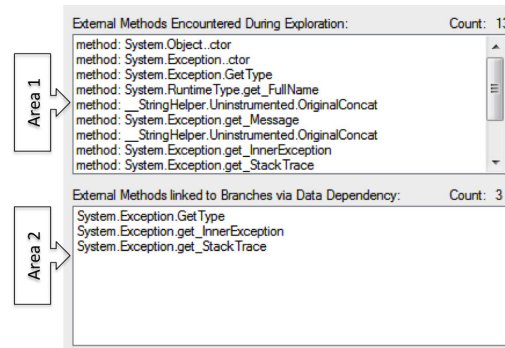 External Methods Encountered During Exploration: Count: 13
method: System.Object..ctor
method: System.Exception..ctor
method: System.Exception.GetType
method: System.RuntimeType.get_FullName
method: __StringHelper.Uninstrumented.OriginalConcat
method: System.Exception.get_Message
method: __StringHelper.Uninstrumented.OriginalConcat
method: System.Exception.get_InnerException
method: System.Exception.get_StackTrace
Area 1
External Methods linked to Branches via Data Dependency: Count: 3
System.Exception.GetType
System.Exception.get_InnerException
System.Exception.get_StackTrace
Area 2